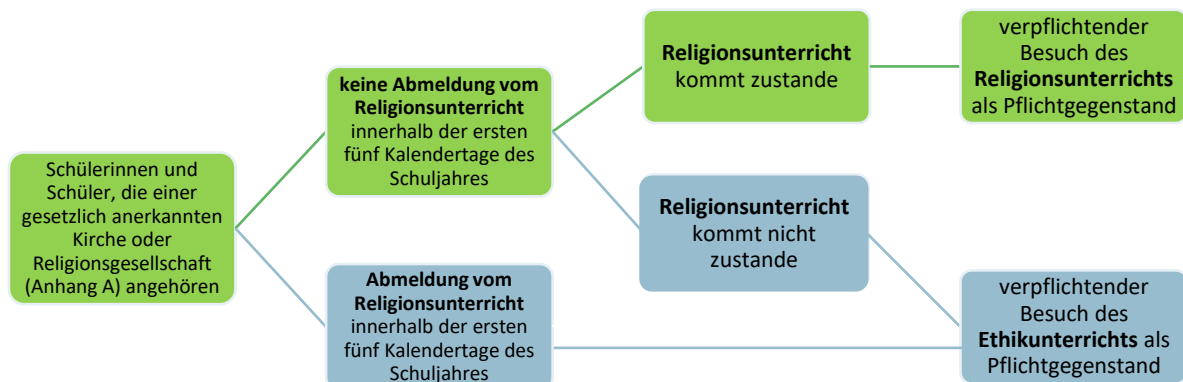 Schülerinnen und
Schüler, die einer
gesetzlich anerkannten
Kirche oder
Religionsgesellschaft
(Anhang A) angehören
keine Abmeldung vom
Religionsunterricht
innerhalb der ersten
fünf Kalendertage des
Schuljahres
Abmeldung vom
Religionsunterricht
innerhalb der ersten
fünf Kalendertage des
Schuljahres
Religionsunterricht
kommt zustande
Religionsunterricht
kommt nicht
zustande
verpflichtender
Besuch des
Religionsunterrichts
als Pflichtgegenstand
verpflichtender
Besuch des
Ethikunterrichts als
Pflichtgegenstand